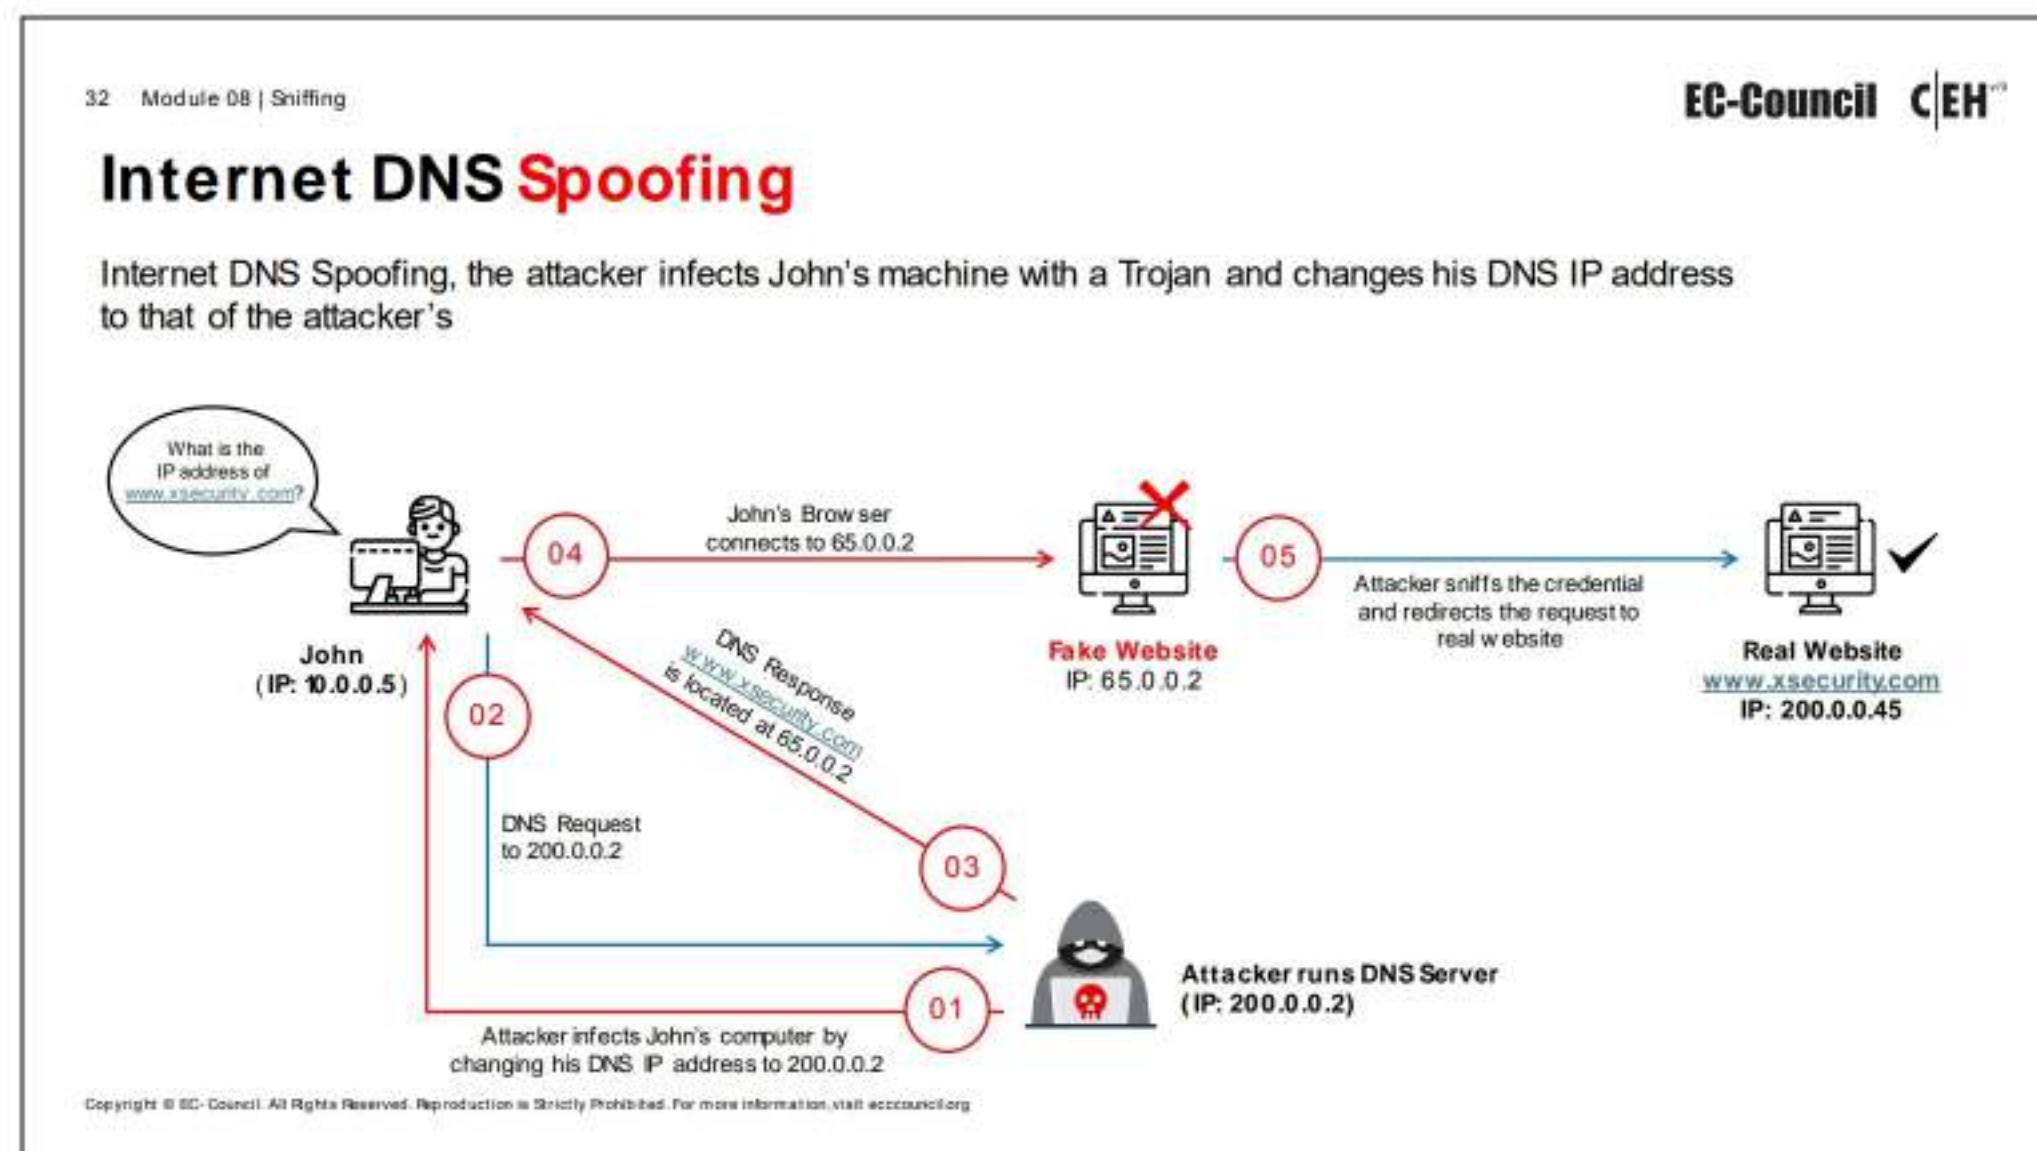 32 Module 08 | Sniffing
EC-Council C|EH
Internet DNS Spoofing
Internet DNS Spoofing, the attacker infects John's machine with a Trojan and changes his DNS IP address
to that of the attacker's
What is the
IP address of
www.xsecurity.com?
John
(IP: 10.0.0.5)
04
John's Browser
connects to 65.0.0.2
Fake Website
IP: 65.0.0.2
05
Attacker sniffs the credential
and redirects the request to
real website
Real Website
www.xsecurity.com
IP: 200.0.0.45
02
DNS Request
to 200.0.0.2
DNS Response
www.xsecurity.com
is located at 65.0.0.2
03
01
Attacker infects John's computer by
changing his DNS IP address to 200.0.0.2
Attacker runs DNS Server
(IP: 200.0.0.2)
Copyright © EC-Council. All Rights Reserved. Reproduction is Strictly Prohibited. For more information, visit ecccouncil.org